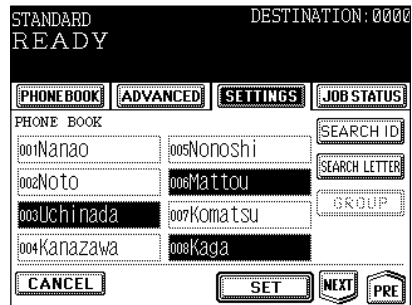 STANDARD DESTINATION:0000
READY
PHONE BOOK ADVANCED SETTINGS JOB STATUS
PHONE BOOK
SEARCH ID
001Nanao 005Nonoshi
SEARCH LETTER
002Noto 006Mattou
GROUP
003Uchinada 007Komatsu
004Kanazawa 008Kaga
CANCEL SET NEXT PRE